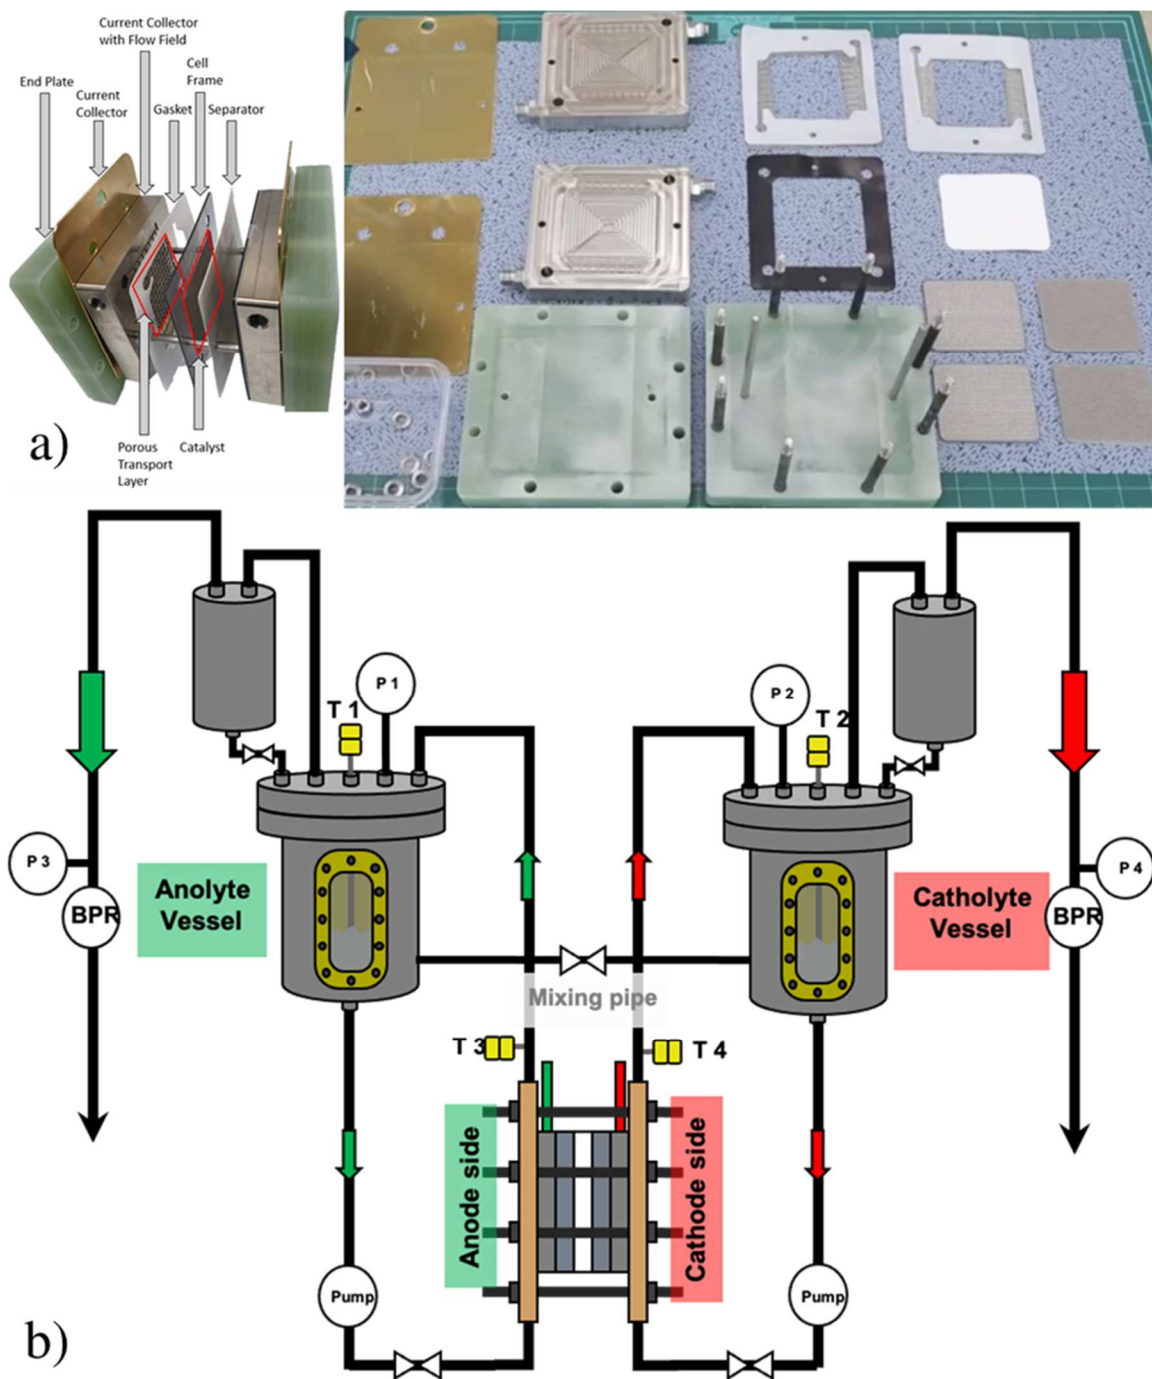 Current Collector
with Flow Field
Cell
Frame
End Plate
Current
Collector
Gasket
Separator
a)
Porous
Transport
Layer
Catalyst
P 1
T 1
P 2
T 2
P 3
BPR
Anolyte
Vessel
Catholyte
Vessel
P 4
BPR
Mixing pipe
T 3
T 4
Anode side
Cathode side
Pump
Pump
b)